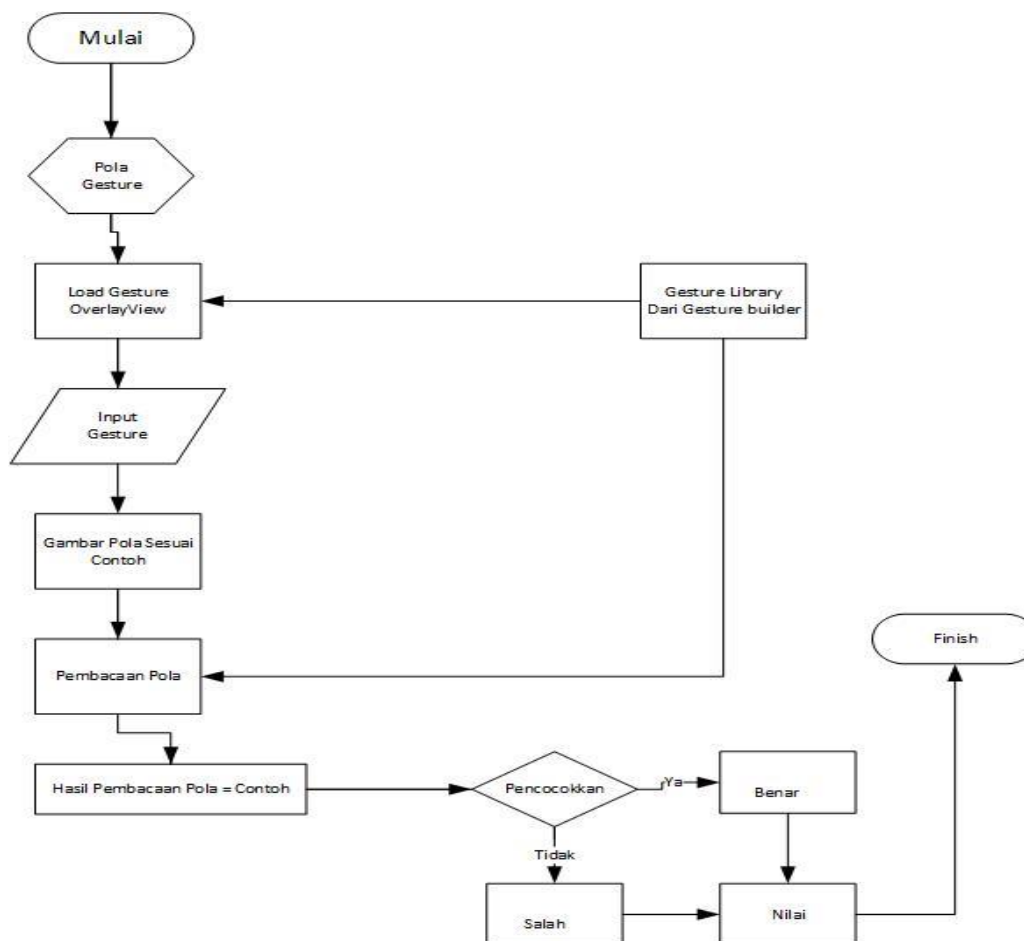 Mulai
Pola
Gesture
Load Gesture
OverlayView
Gesture Library
Dari Gesture builder
Input
Gesture
Gambar Pola Sesuai
Contoh
Pembacaan Pola
Finish
Hasil Pembacaan Pola = Contoh
Pencocokkan
Ya
Benar
Tidak
Salah
Nilai